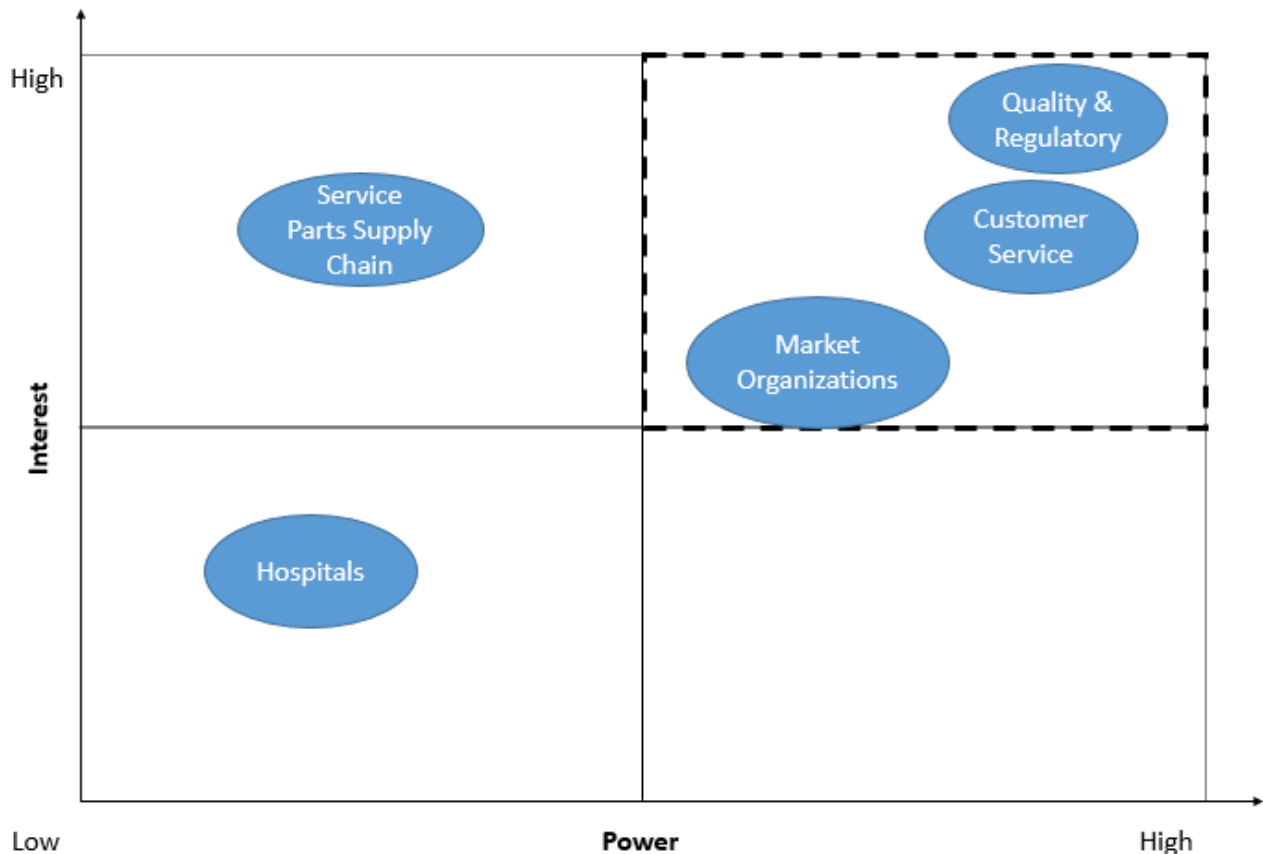 High
Quality &
Regulatory
Service
Parts Supply
Chain
Customer
Service
Market
Organizations
Interest
Hospitals
Low
Power
High